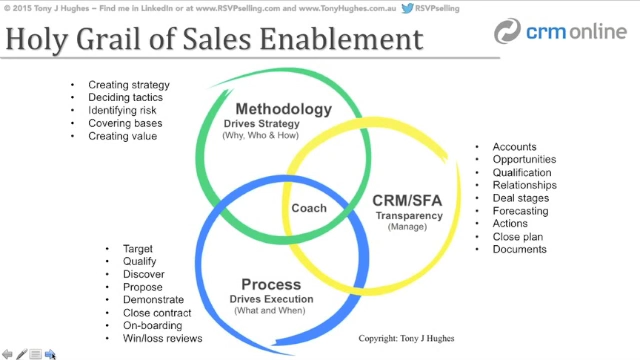 © 2015 Tony J Hughes – Find me in LinkedIn or at www.RSVPselling.com and www.TonyHughes.com.au RSVPselling
Holy Grail of Sales Enablement
crmonline
• Creating strategy
• Deciding tactics
• Identifying risk
• Covering bases
• Creating value
Methodology
Drives Strategy
(Why, Who & How)
• Accounts
• Opportunities
• Qualification
• Relationships
• Deal stages
• Forecasting
• Actions
• Close plan
• Documents
CRM/SFA
Transparency
(Manage)
Coach
• Target
• Qualify
• Discover
• Propose
• Demonstrate
• Close contract
• On-boarding
• Win/loss reviews
Process
Drives Execution
(What and When)
Copyright: Tony J Hughes